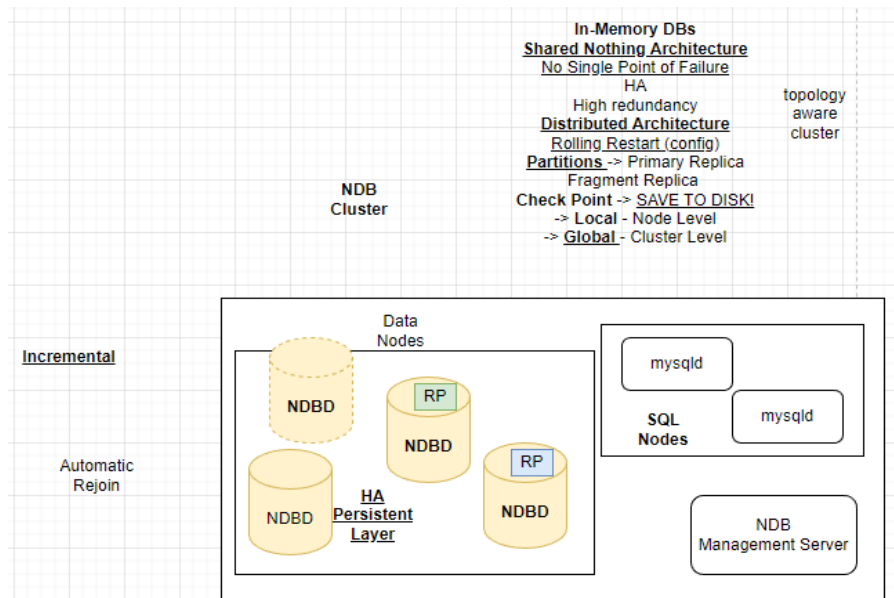 In-Memory DBs
Shared Nothing Architecture
No Single Point of Failure
HA
High redundancy
Distributed Architecture
Rolling Restart (config)
Partitions -> Primary Replica
Fragment Replica
Check Point -> SAVE TO DISK!
-> Local - Node Level
-> Global - Cluster Level
topology
aware
cluster
NDB
Cluster
Incremental
Automatic
Rejoin
Data
Nodes
NDBD
RP
NDBD
NDBD
RP
NDBD
HA
Persistent
Layer
mysqld
mysqld
SQL
Nodes
NDB
Management Server